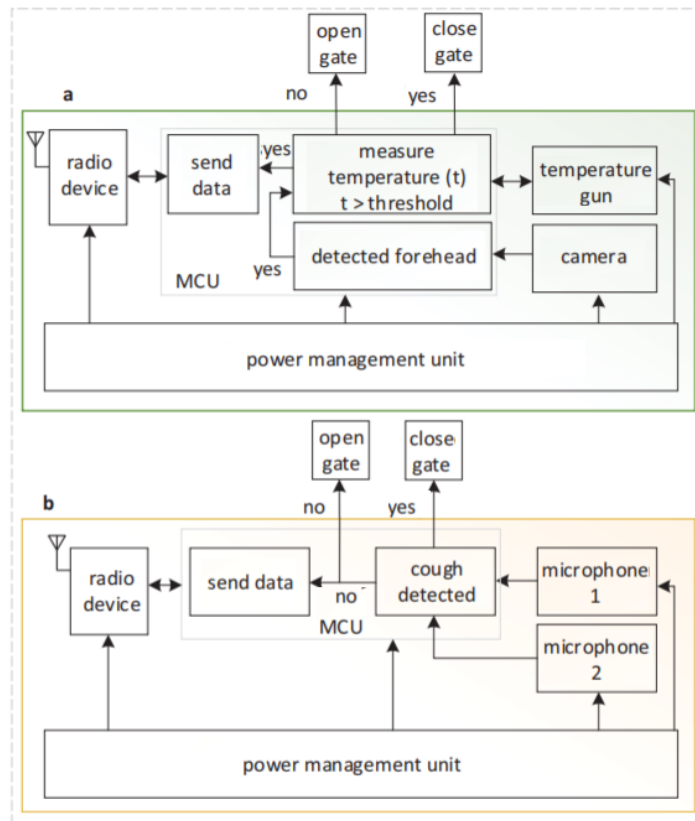 open
gate
close
gate
a
no
yes
radio
device
send
data
yes
measure
temperature (t)
t > threshold
temperature
gun
yes
detected forehead
camera
MCU
power management unit
open
gate
close
gate
b
no
yes
radio
device
send data
no
cough
detected
microphone
1
MCU
microphone
2
power management unit